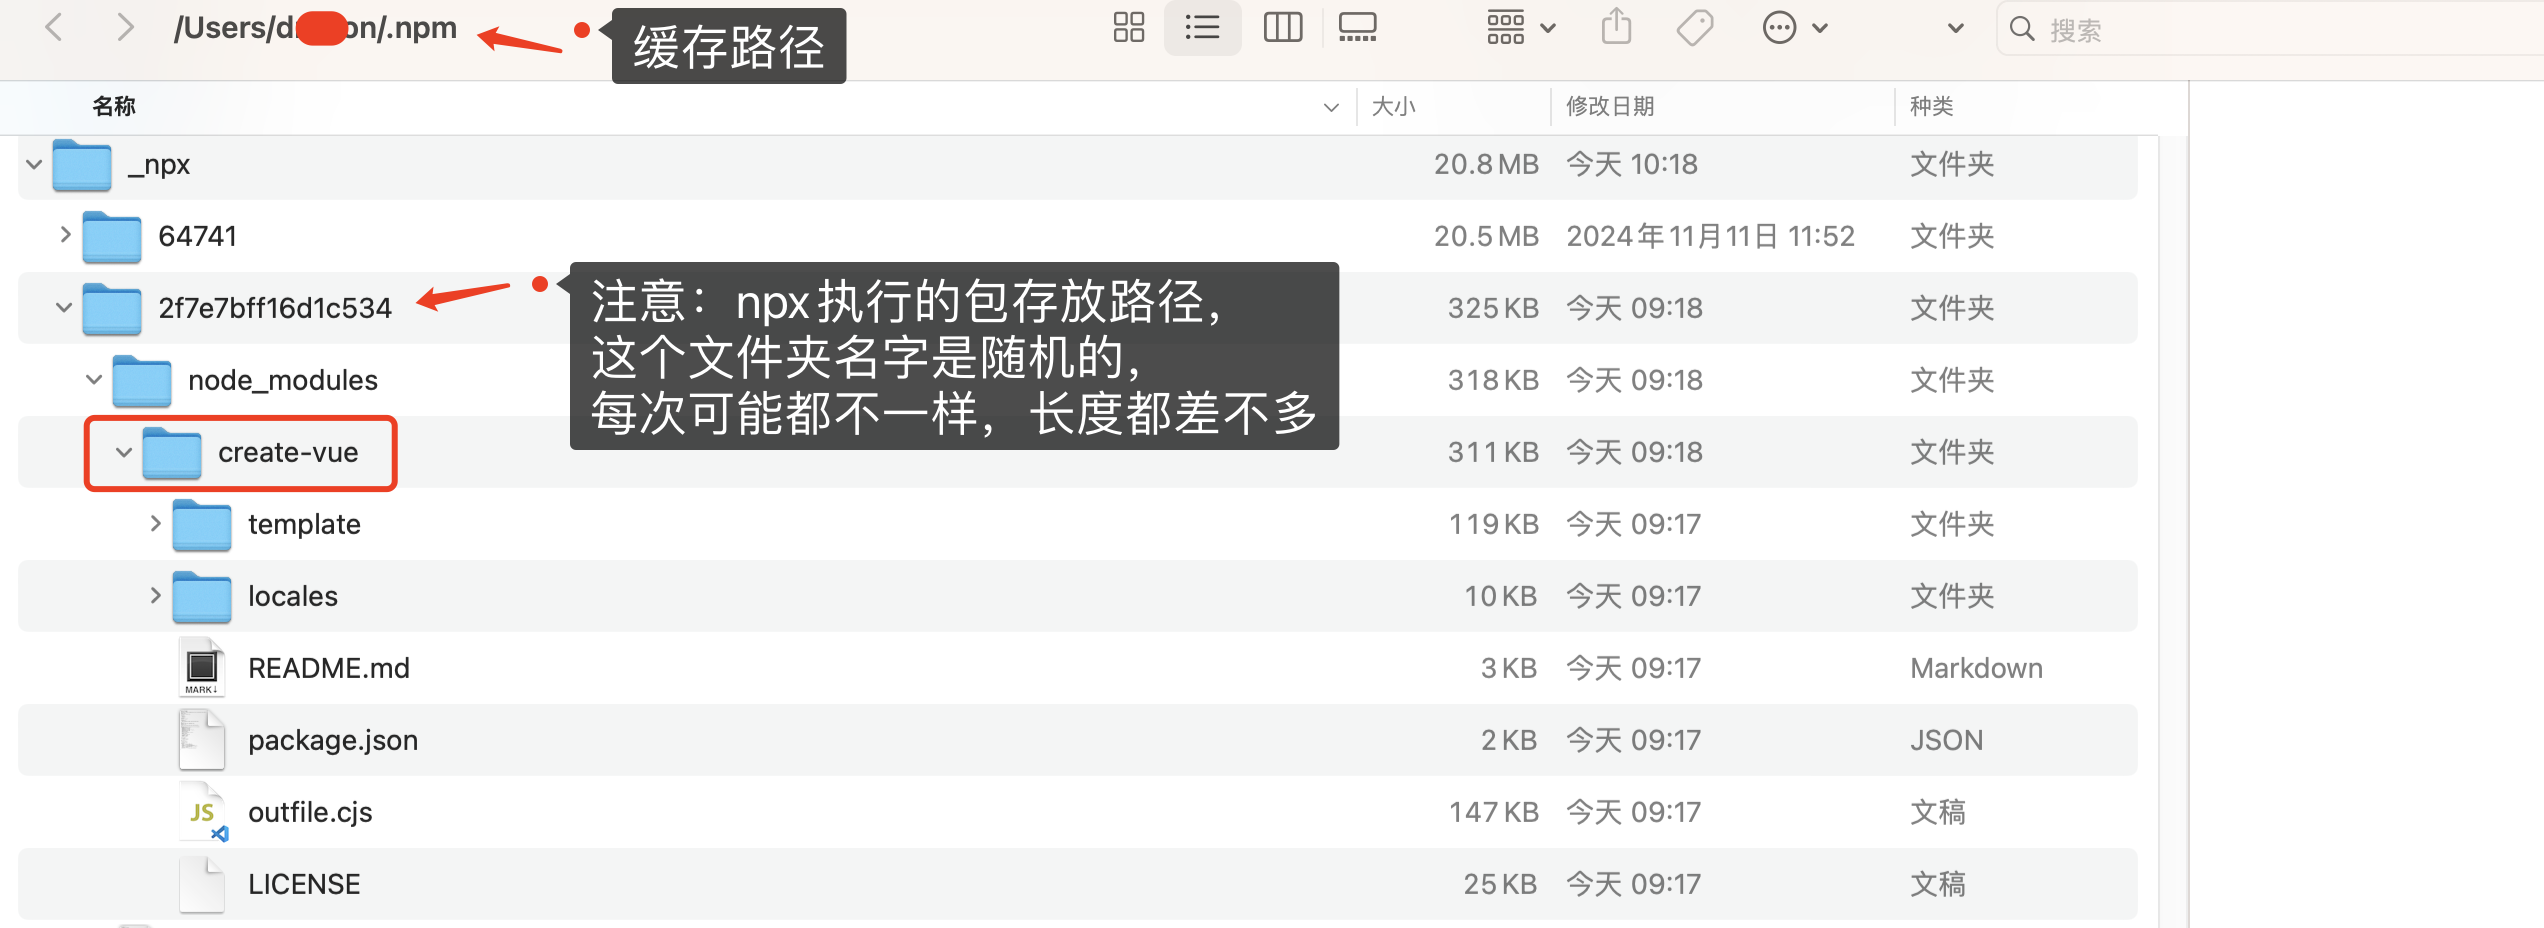 /Users/d on/.npm
缓存路径
搜索
名称 大小 修改日期 种类
_npx 20.8 MB 今天 10:18 文件夹
64741 20.5 MB 2024年11月11日 11:52 文件夹
2f7e7bff16d1c534 325 KB 今天 09:18 文件夹
注意：npx执行的包存放路径，
这个文件夹名字是随机的，
每次可能都不一样，长度都差不多
node_modules 318 KB 今天 09:18 文件夹
create-vue 311 KB 今天 09:18 文件夹
template 119 KB 今天 09:17 文件夹
locales 10 KB 今天 09:17 文件夹
MARK↓
README.md 3 KB 今天 09:17 Markdown
package.json 2 KB 今天 09:17 JSON
JS
outfile.cjs 147 KB 今天 09:17 文稿
LICENSE 25 KB 今天 09:17 文稿